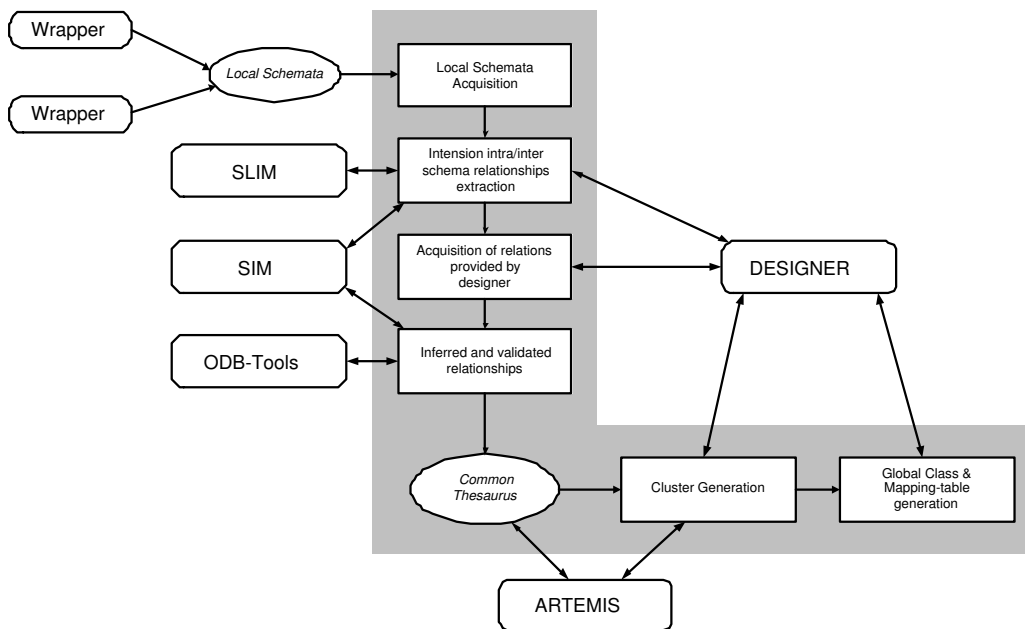 Wrapper
Local Schemata
Wrapper
Local Schemata
Acquisition
SLIM
Intension intra/inter
schema relationships
extraction
SIM
Acquisition of relations
provided by
designer
DESIGNER
ODB-Tools
Inferred and validated
relationships
Common
Thesaurus
Cluster Generation
Global Class &
Mapping-table
generation
ARTEMIS